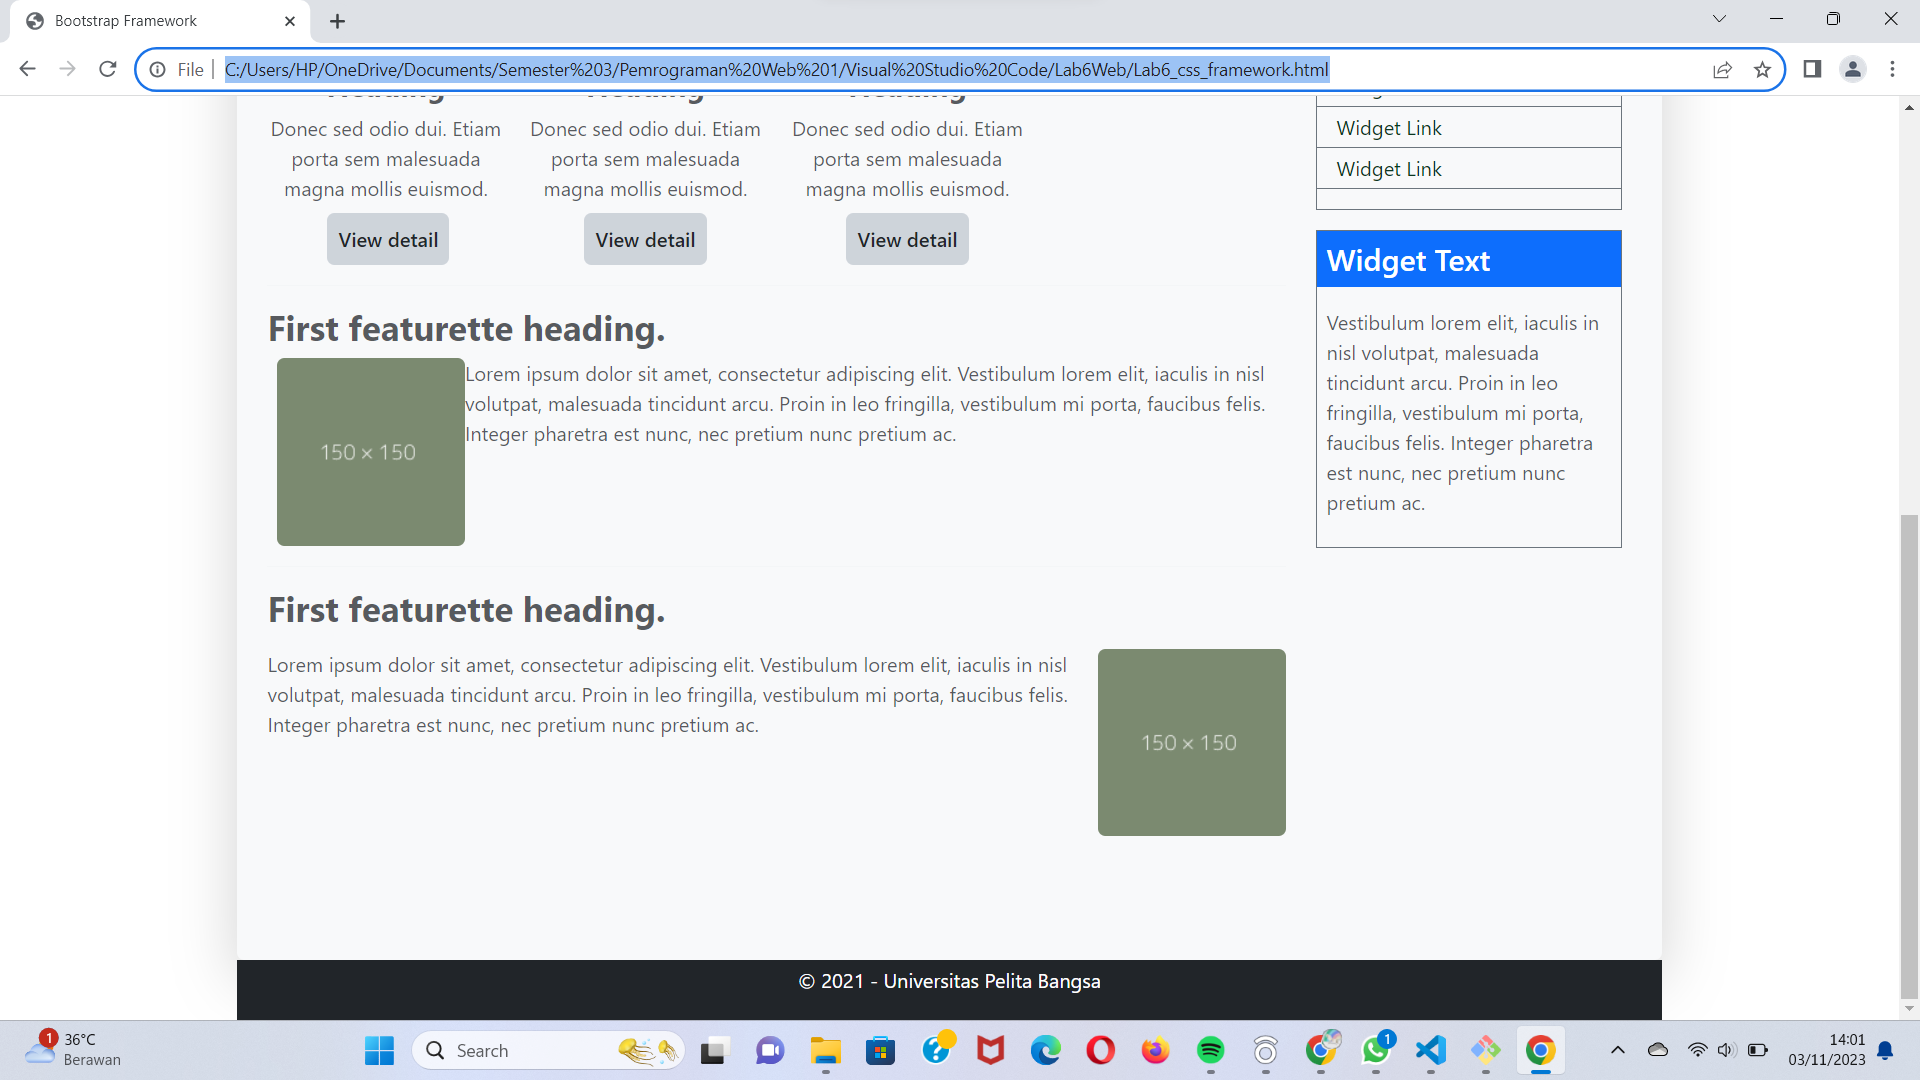 Bootstrap Framework
File
C:/Users/HP/OneDrive/Documents/Semester%203/Pemrograman%20Web%201/Visual%20Studio%20Code/Lab6Web/Lab6_css_framework.html
Heading Heading Heading
Donec sed odio dui. Etiam
porta sem malesuada
magna mollis euismod.
View detail
Donec sed odio dui. Etiam
porta sem malesuada
magna mollis euismod.
View detail
Donec sed odio dui. Etiam
porta sem malesuada
magna mollis euismod.
View detail
Widget Link
Widget Link
Widget Text
Vestibulum lorem elit, iaculis in
nisl volutpat, malesuada
tincidunt arcu. Proin in leo
fringilla, vestibulum mi porta,
faucibus felis. Integer pharetra
est nunc, nec pretium nunc
pretium ac.
First featurette heading.
150 × 150
Lorem ipsum dolor sit amet, consectetur adipiscing elit. Vestibulum lorem elit, iaculis in nisl
volutpat, malesuada tincidunt arcu. Proin in leo fringilla, vestibulum mi porta, faucibus felis.
Integer pharetra est nunc, nec pretium nunc pretium ac.
First featurette heading.
Lorem ipsum dolor sit amet, consectetur adipiscing elit. Vestibulum lorem elit, iaculis in nisl
volutpat, malesuada tincidunt arcu. Proin in leo fringilla, vestibulum mi porta, faucibus felis.
Integer pharetra est nunc, nec pretium nunc pretium ac.
150 × 150
© 2021 - Universitas Pelita Bangsa
1
36°C
Berawan
Search
1
14:01
03/11/2023